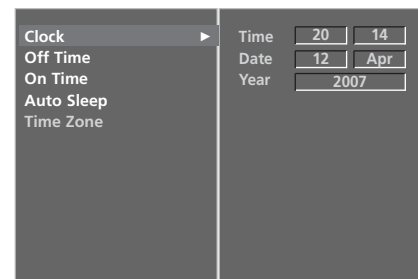 Clock ►
Off Time
On Time
Auto Sleep
Time Zone
Time 20 14
Date 12 Apr
Year 2007